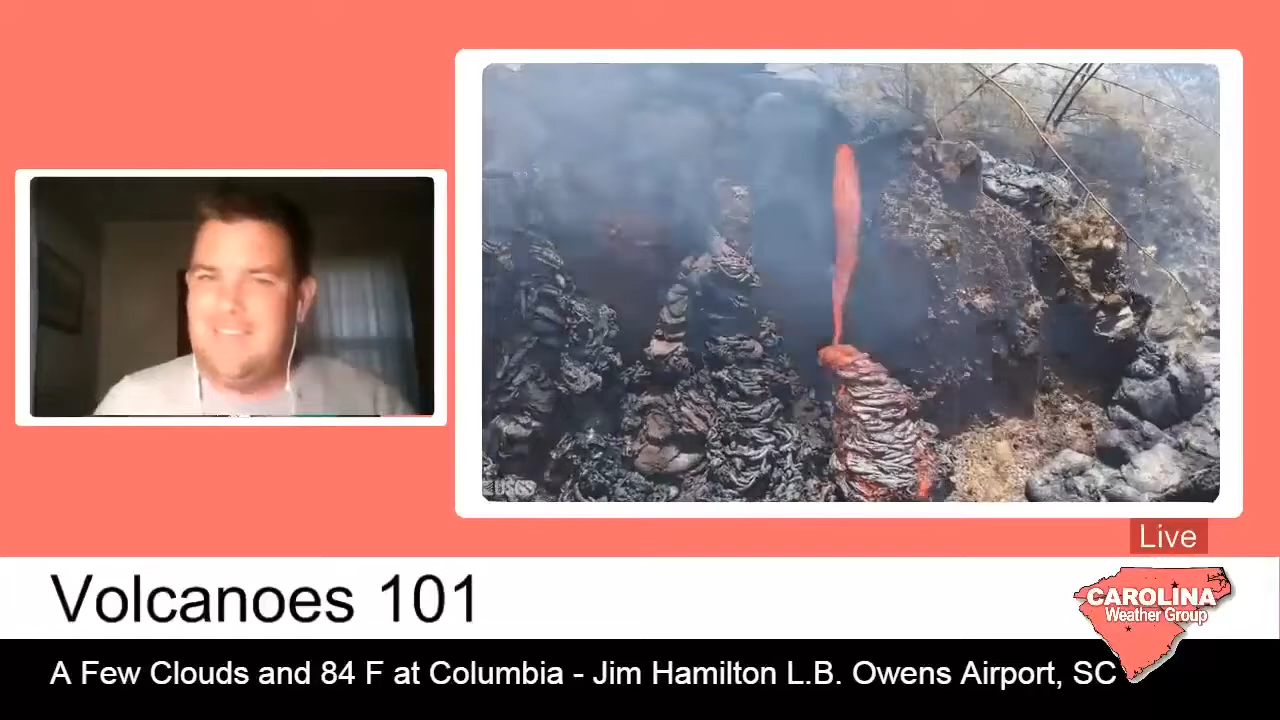 USGS
Live
Volcanoes 101
CAROLINA
Weather Group
A Few Clouds and 84 F at Columbia - Jim Hamilton L.B. Owens Airport, SC